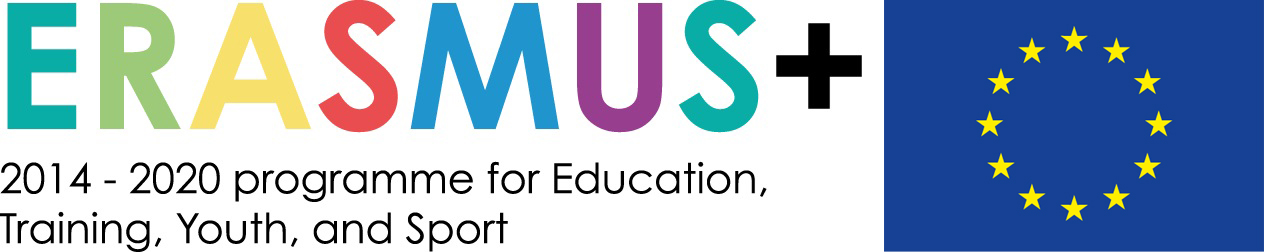 ERASMUS+
2014 - 2020 programme for Education,
Training, Youth, and Sport